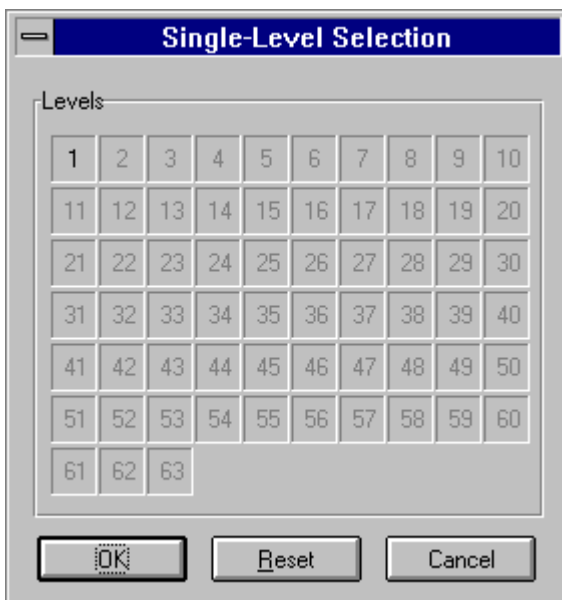 Single-Level Selection
Levels
1 2 3 4 5 6 7 8 9 10
11 12 13 14 15 16 17 18 19 20
21 22 23 24 25 26 27 28 29 30
31 32 33 34 35 36 37 38 39 40
41 42 43 44 45 46 47 48 49 50
51 52 53 54 55 56 57 58 59 60
61 62 63
OK Reset Cancel